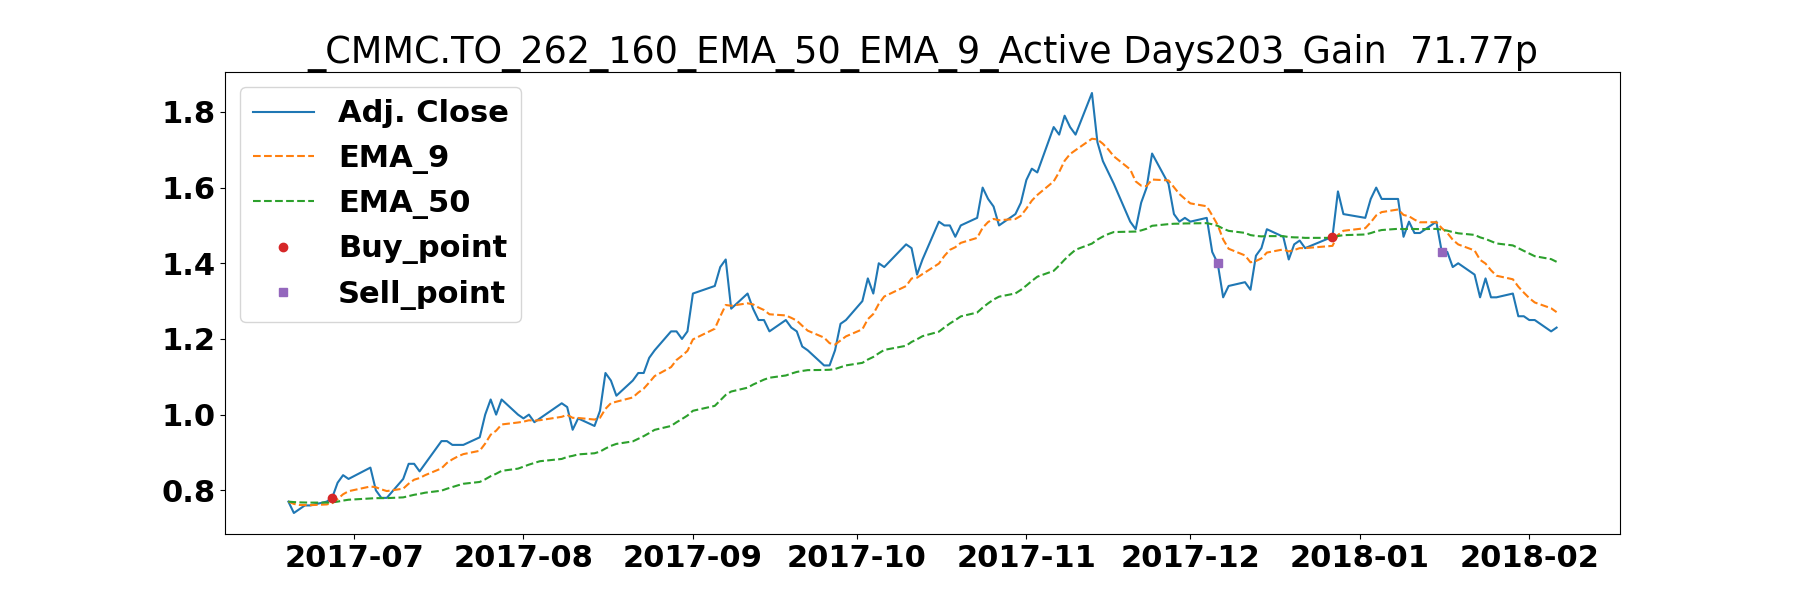 _CMMC.TO_262_160_EMA_50_EMA_9_Active Days203_Gain  71.77p
Adj. Close
EMA_9
EMA_50
Buy_point
Sell_point
1.8
1.6
1.4
1.2
1.0
0.8
2017-07 2017-08 2017-09 2017-10 2017-11 2017-12 2018-01 2018-02